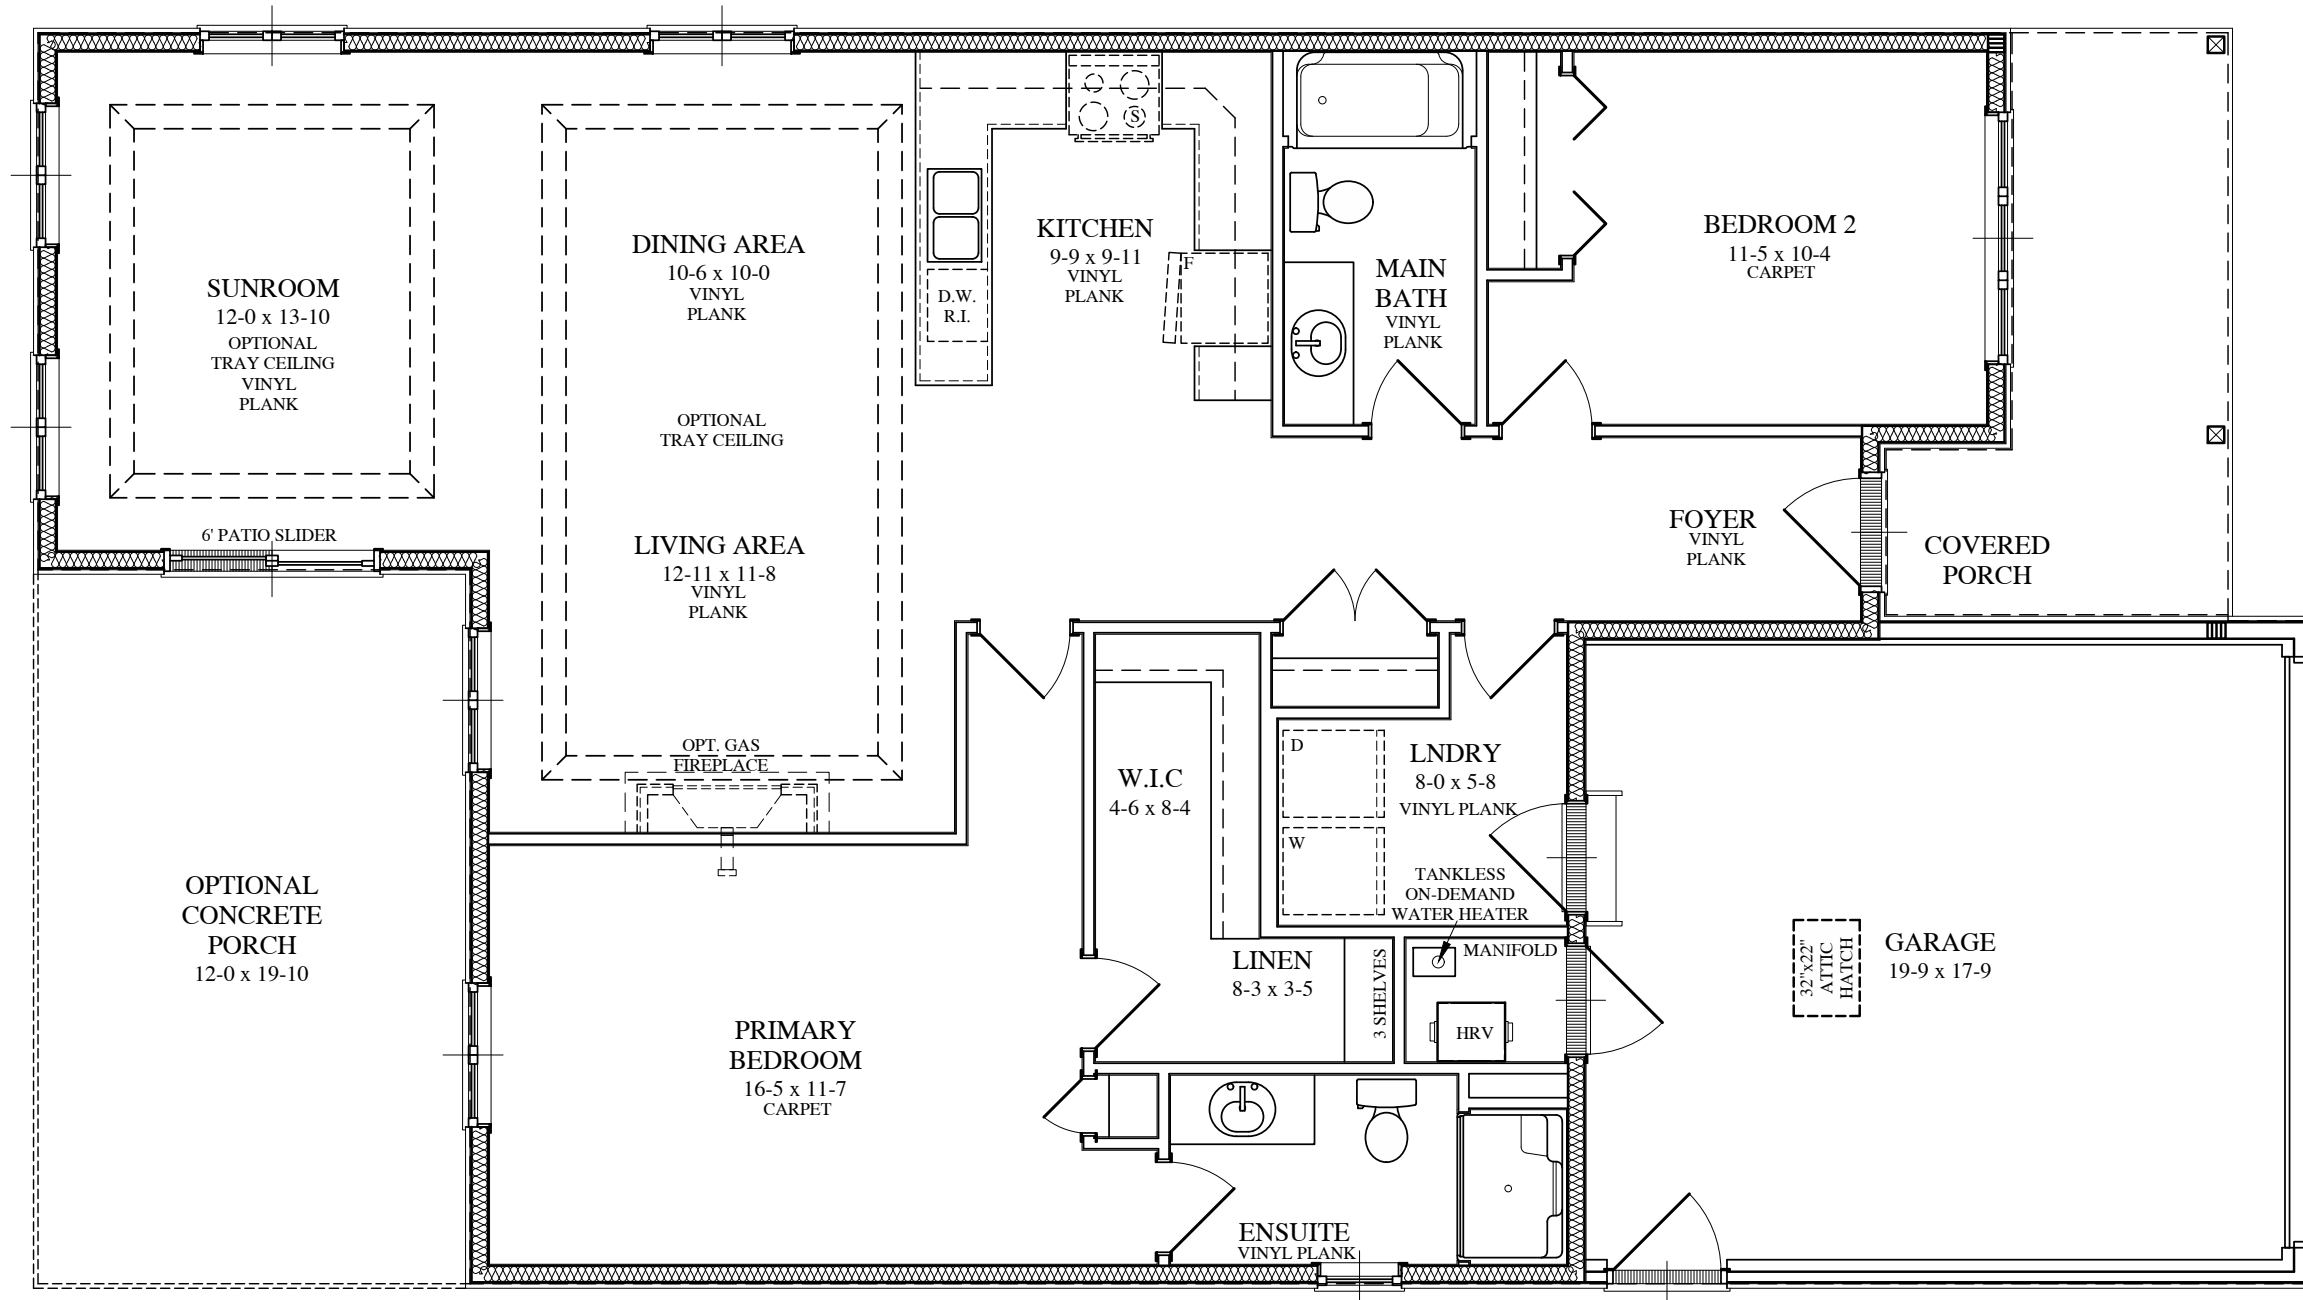 SUNROOM
12-0 x 13-10
OPTIONAL
TRAY CEILING
VINYL
PLANK
6' PATIO SLIDER
DINING AREA
10-6 x 10-0
VINYL
PLANK
OPTIONAL
TRAY CEILING
LIVING AREA
12-11 x 11-8
VINYL
PLANK
OPT. GAS
FIREPLACE
KITCHEN
9-9 x 9-11
VINYL
PLANK
S
F
D.W.
R.I.
MAIN
BATH
VINYL
PLANK
BEDROOM 2
11-5 x 10-4
CARPET
FOYER
VINYL
PLANK
COVERED
PORCH
OPTIONAL
CONCRETE
PORCH
12-0 x 19-10
PRIMARY
BEDROOM
16-5 x 11-7
CARPET
W.I.C
4-6 x 8-4
D
W
LNDRY
8-0 x 5-8
VINYL PLANK
TANKLESS
ON-DEMAND
WATER HEATER
LINEN
8-3 x 3-5
3 SHELVES
MANIFOLD
HRV
32"x22"
ATTIC
HATCH
GARAGE
19-9 x 17-9
ENSUITE
VINYL PLANK